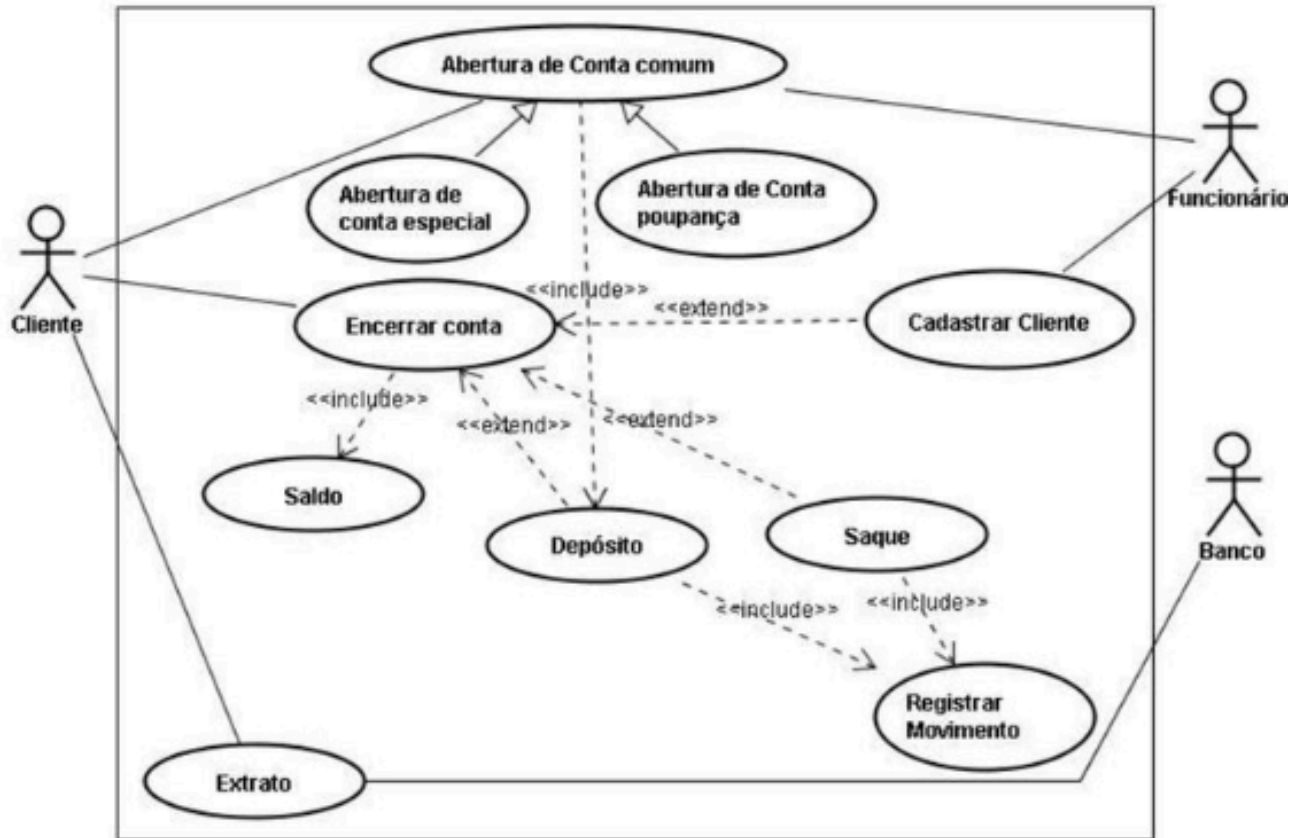 Abertura de Conta comum
Abertura de
conta especial
Abertura de Conta
poupança
Funcionário
Cliente
<<include>>
<<extend>>
Encerrar conta
Cadastrar Cliente
<<include>>
<<extend>>
<<extend>>
Saldo
Depósito
Saque
Banco
<<include>>
<<include>>
Registrar
Movimento
Extrato